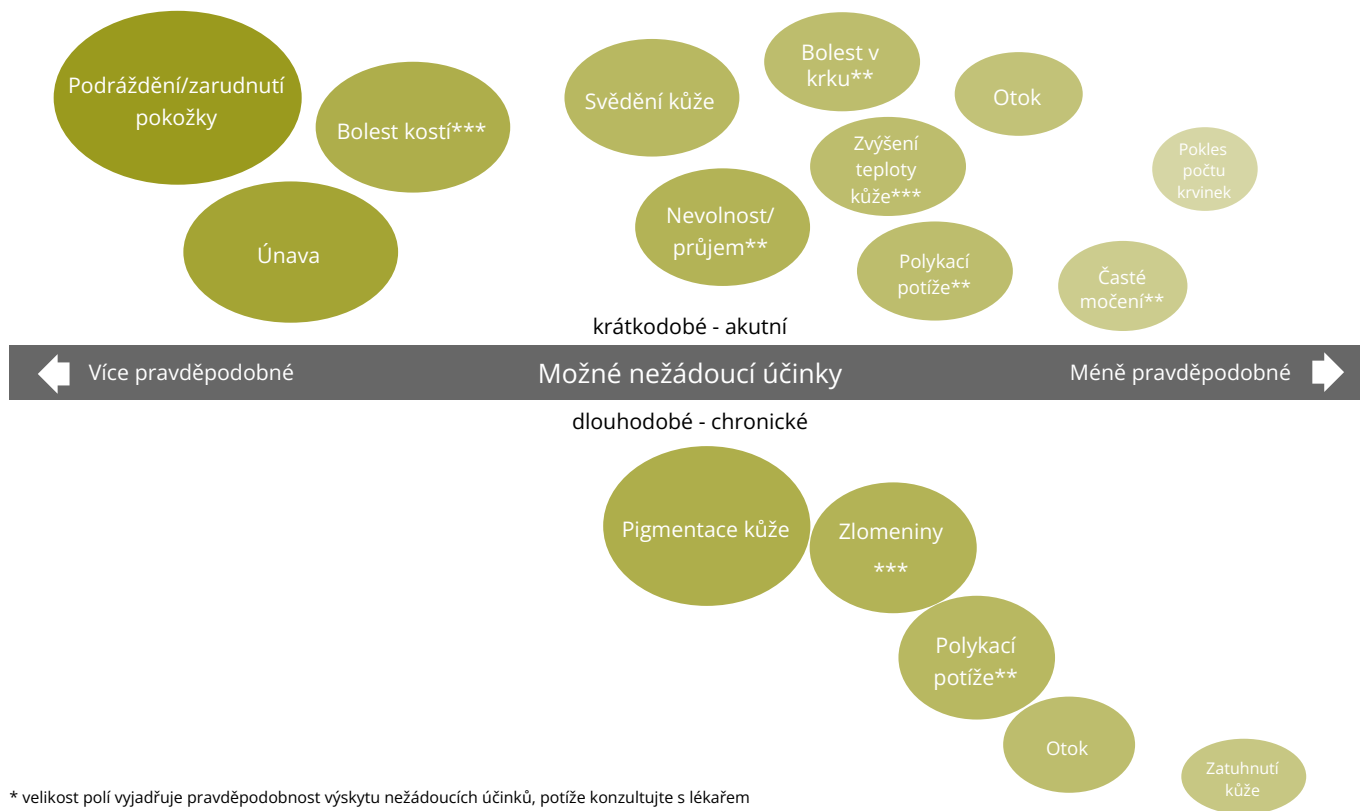 Podráždění/zarudnutí
pokožky
Bolest kostí***
Únava
Svědění kůže
Bolest v
krku**
Otok
Zvýšení
teploty
kůže***
Pokles
počtu
krvinek
Nevolnost/
průjem**
Polykací
potíže**
Časté
močení**
krátkodobé - akutní
Více pravděpodobné
Možné nežádoucí účinky
Méně pravděpodobné
dlouhodobé - chronické
Pigmentace kůže
Zlomeniny
***
Polykací
potíže**
Otok
Zatuhnutí
kůže
* velikost polí vyjadřuje pravděpodobnost výskytu nežádoucích účinků, potíže konzultujte s lékařem